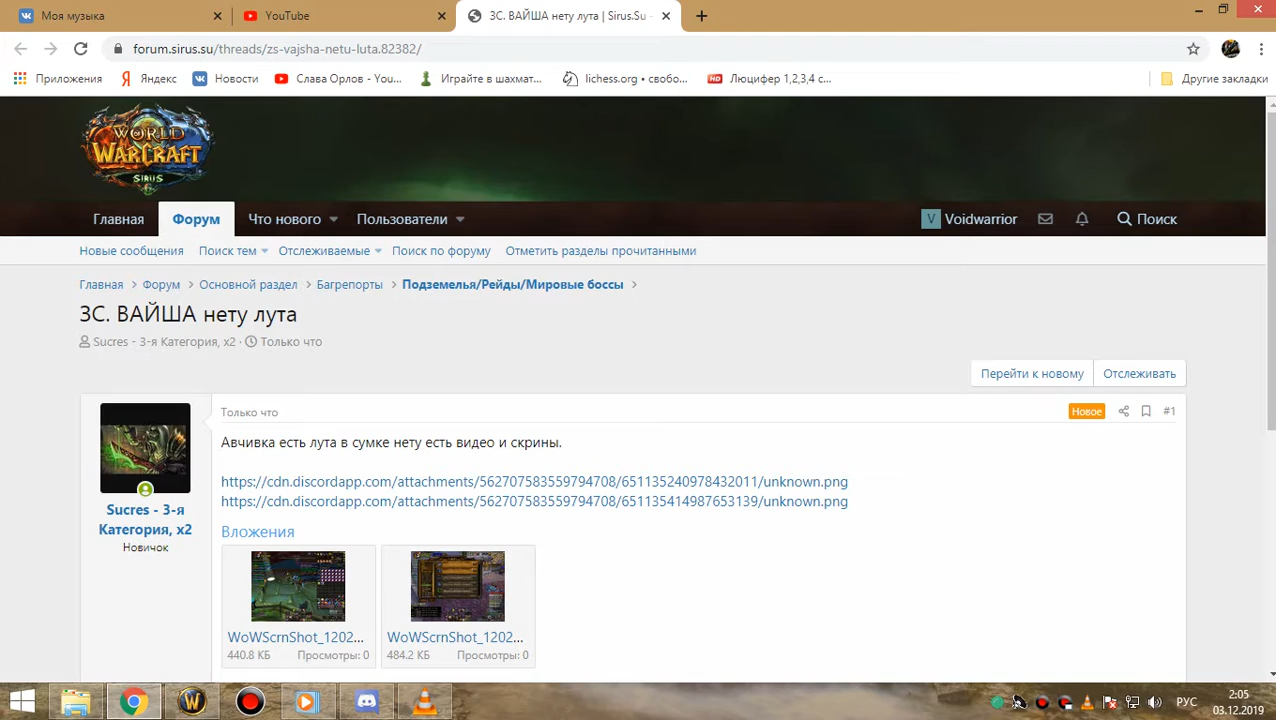 Моя музыка
YouTube
ЗС. ВАЙША нету лута | Sirus.Su -
forum.sirus.su/threads/zs-vajsha-netu-luta.82382/
Приложения
Яндекс
Новости
Слава Орлов - You...
Играйте в шахмат...
lichess.org • свобо...
HD Люцифер 1,2,3,4 с...
Другие закладки
WORLD
WARCRAFT
SIRUS
Главная
Форум
Что нового
Пользователи
V Voidwarrior
Поиск
Новые сообщения
Поиск тем
Отслеживаемые
Поиск по форуму
Отметить разделы прочитанными
Главная > Форум > Основной раздел > Багрепорты > Подземелья/Рейды/Мировые боссы >
ЗС. ВАЙША нету лута
Sucres - 3-я Категория, x2 · Только что
Перейти к новому
Отслеживать
Только что
Новое
#1
Авчивка есть лута в сумке нету есть видео и скрины.
https://cdn.discordapp.com/attachments/562707583559794708/651135240978432011/unknown.png
https://cdn.discordapp.com/attachments/562707583559794708/651135414987653139/unknown.png
Sucres - 3-я
Категория, x2
Новичок
Вложения
WoWScrnShot_1202...
440.8 КБ Просмотры: 0
WoWScrnShot_1202...
484.2 КБ Просмотры: 0
РУС
2:05
03.12.2019